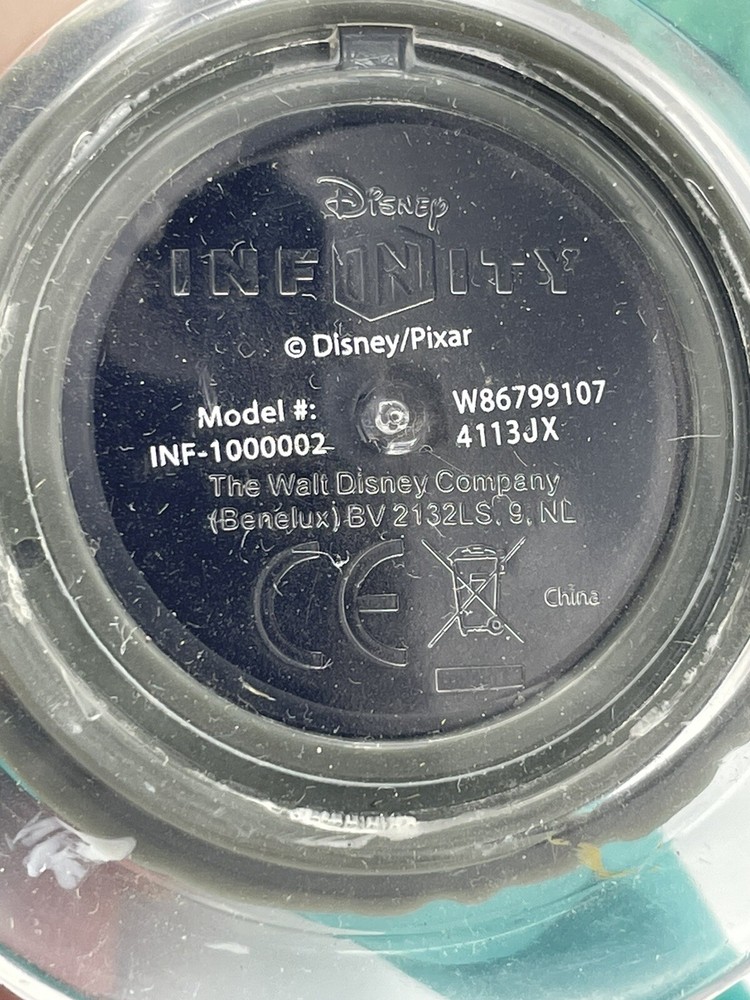 Disney
INFINITY
© Disney/Pixar
Model #:
INF-1000002
W86799107
4113JX
The Walt Disney Company
(Benelux) BV 2132LS, 9, NL
CE
China